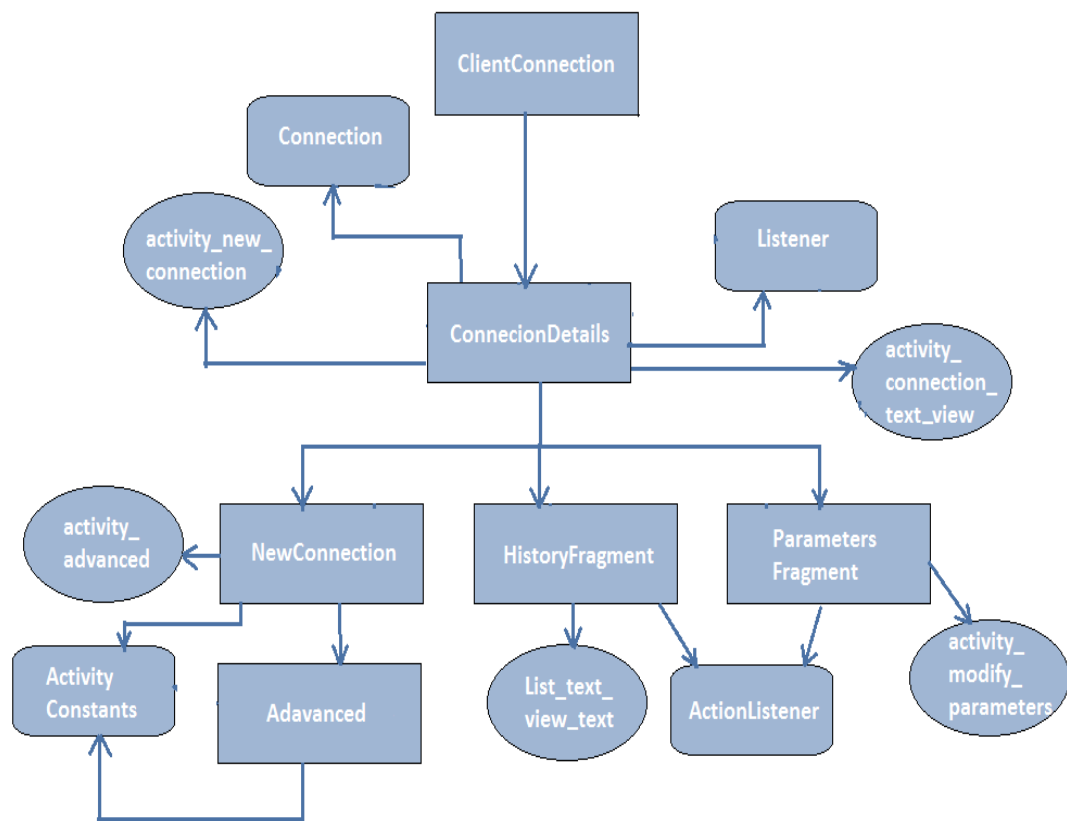 ClientConnection
Connection
activity_new_
connection
Listener
ConnecionDetails
activity_
connection_
text_view
activity_
advanced
NewConnection
HistoryFragment
Parameters
Fragment
Activity
Constants
Adavanced
List_text_
view_text
ActionListener
activity_
modify_
parameters